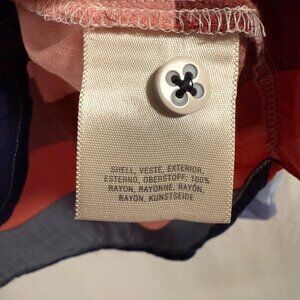 SHELL, VESTE, EXTERIOR,
ESTERNO, OBERSTOFF: 100%
RAYON, RAYONNE, RAYÓN,
RAYON, KUNSTSEIDE